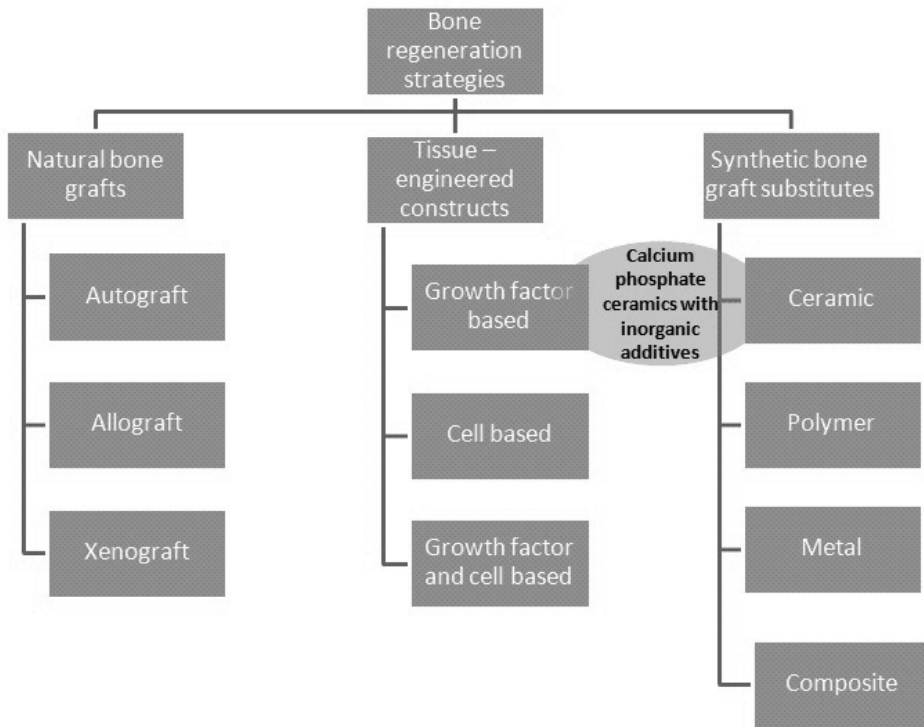 Bone
regeneration
strategies
Natural bone
grafts
Autograft
Allograft
Xenograft
Tissue –
engineered
constructs
Growth factor
based
Cell based
Growth factor
and cell based
Calcium
phosphate
ceramics with
inorganic
additives
Synthetic bone
graft substitutes
Ceramic
Polymer
Metal
Composite